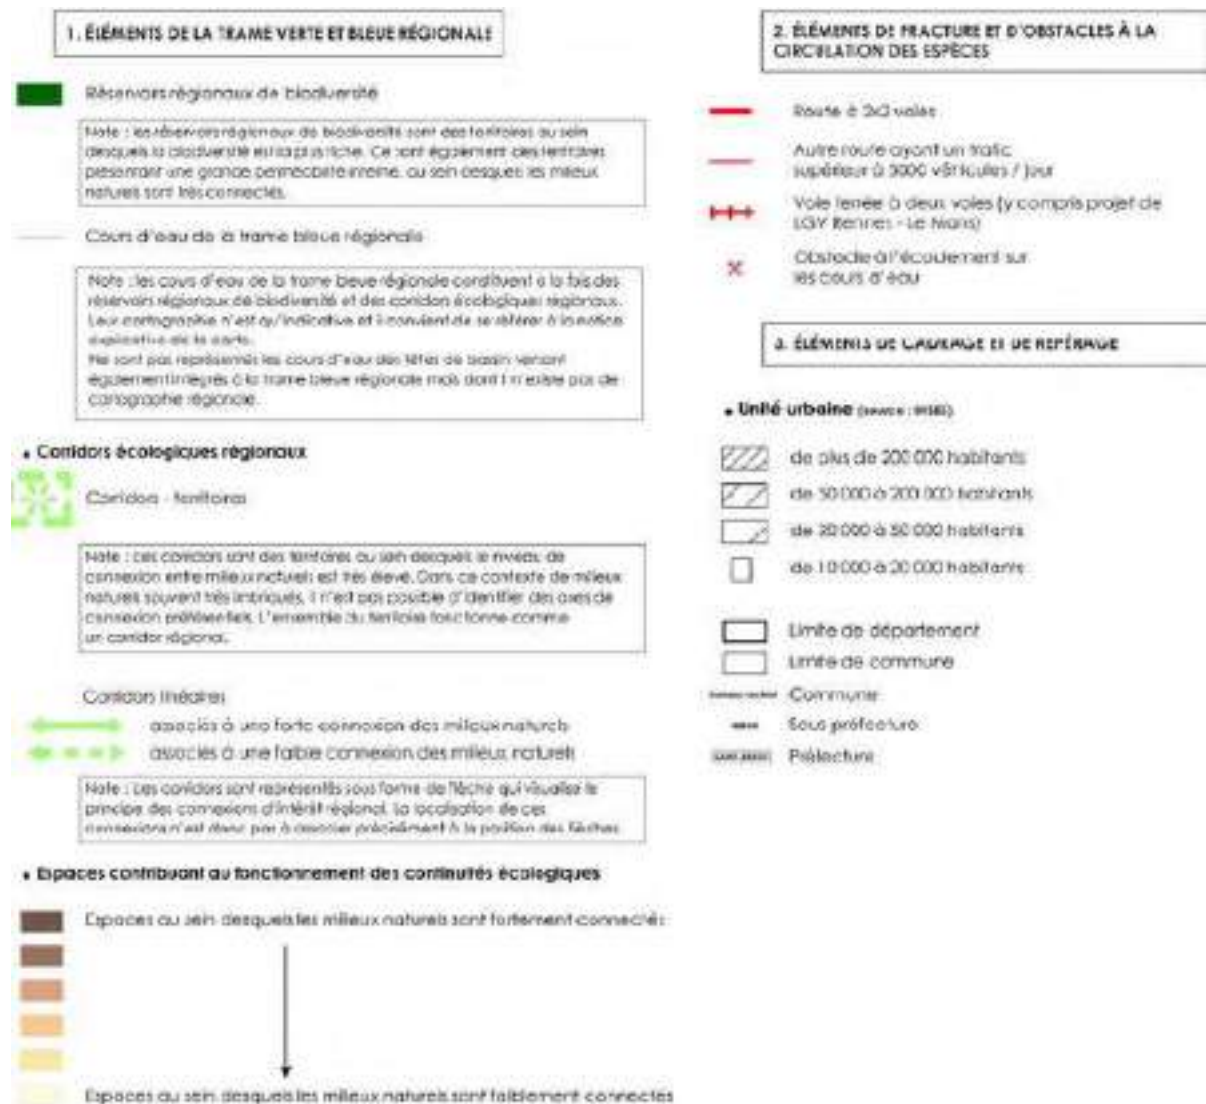 1. ÉLÉMENTS DE LA TRAME VERTE ET BLEUE RÉGIONALE
Réservoirs régionaux de biodiversité
Note : les réservoirs régionaux de biodiversité sont des territoires au sein
desquels la biodiversité est la plus riche. Ce sont également des territoires
présentant une grande perméabilité interne, au sein desquels les milieux
naturels sont très connectés.
Cours d'eau de la trame bleue régionale
Note : les cours d'eau de la trame bleue régionale constituent à la fois des
réservoirs régionaux de biodiversité et des corridors écologiques régionaux.
Leur cartographie n'est qu'indicative et il convient de se référer à la notice
explicative de la carte.
Ne sont pas représentés les cours d'eau des têtes de bassin versant
également intégrés à la trame bleue régionale mais dont il n'existe pas de
cartographie régionale.
• Corridors écologiques régionaux
Corridors - territoires
Note : ces corridors sont des territoires au sein desquels le niveau de
connexion entre milieux naturels est très élevé. Dans ce contexte de milieux
naturels souvent très imbriqués, il n'est pas possible d'identifier des axes de
connexion préférentiels. L'ensemble du territoire fonctionne comme
un corridor régional.
Corridors linéaires
associés à une forte connexion des milieux naturels
associés à une faible connexion des milieux naturels
Note : Les corridors sont représentés sous forme de flèche qui visualise le
principe des connexions d'intérêt régional. La localisation de ces
connexions n'est donc pas à associer précisément à la position des flèches.
• Espaces contribuant au fonctionnement des continuités écologiques
Espaces au sein desquels les milieux naturels sont fortement connectés
Espaces au sein desquels les milieux naturels sont faiblement connectés
2. ÉLÉMENTS DE FRACTURE ET D'OBSTACLES À LA
CIRCULATION DES ESPÈCES
Route à 2x2 voies
Autre route ayant un trafic
supérieur à 5000 véhicules / jour
Voie ferrée à deux voies (y compris projet de
LGV Rennes - Le Mans)
Obstacle à l'écoulement sur
les cours d'eau
3. ÉLÉMENTS DE CADRAGE ET DE REPÉRAGE
• Unité urbaine (source : INSEE)
de plus de 200 000 habitants
de 50 000 à 200 000 habitants
de 20 000 à 50 000 habitants
de 10 000 à 20 000 habitants
Limite de département
Limite de commune
Commune
Sous préfecture
Préfecture